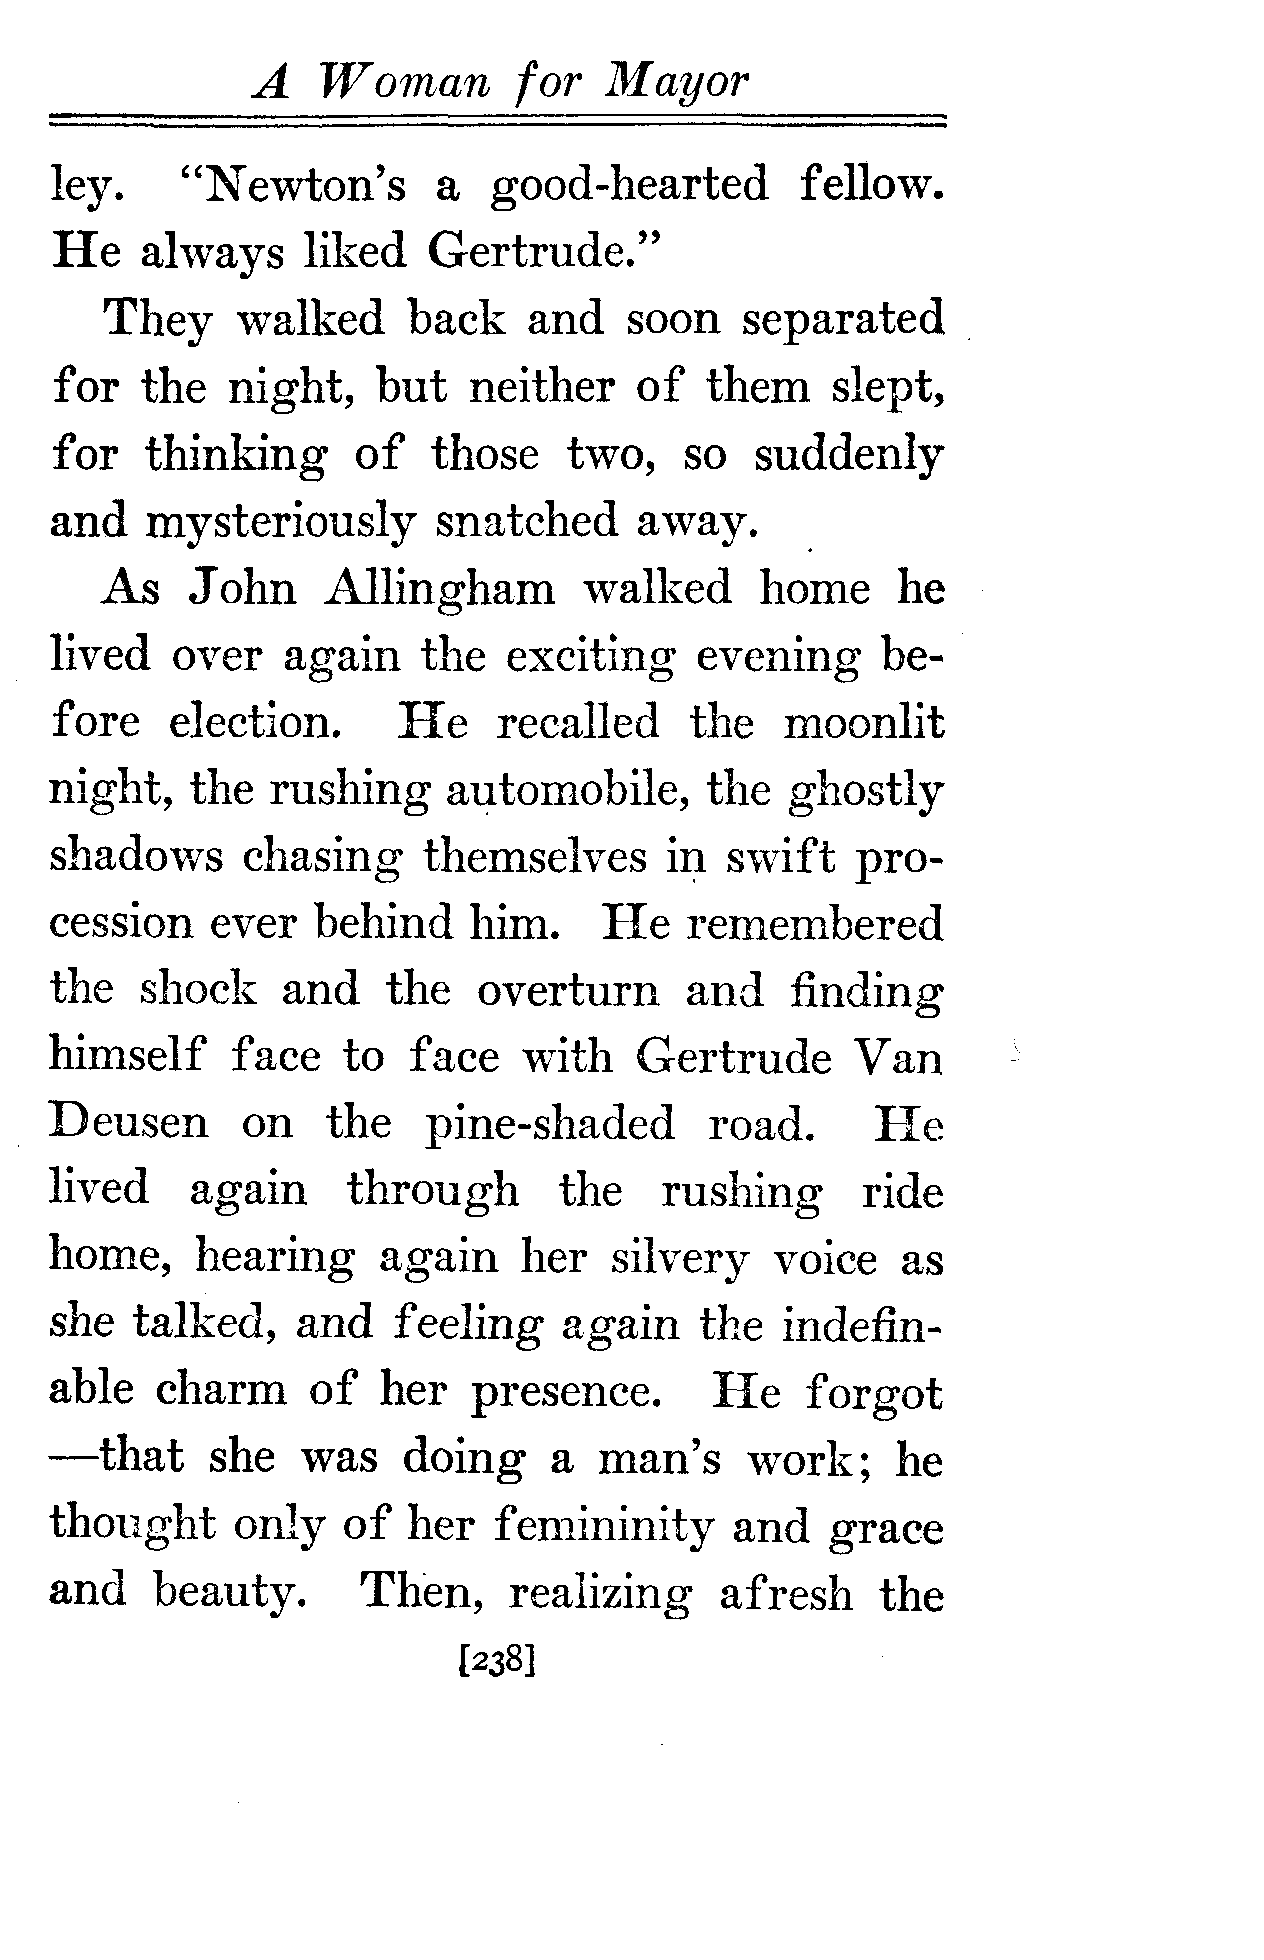 A Woman for Mayor
ley. “Newton’s a good-hearted fellow.
He always liked Gertrude.”
They walked back and soon separated
for the night, but neither of them slept,
for thinking of those two, so suddenly
and mysteriously snatched away.
As John Allingham walked home he
lived over again the exciting evening be-
fore election. He recalled the moonlit
night, the rushing automobile, the ghostly
shadows chasing themselves in swift pro-
cession ever behind him. He remembered
the shock and the overturn and finding
himself face to face with Gertrude Van
Deusen on the pine-shaded road. He
lived again through the rushing ride
home, hearing again her silvery voice as
she talked, and feeling again the indefin-
able charm of her presence. He forgot
—that she was doing a man’s work; he
thought only of her femininity and grace
and beauty. Then, realizing afresh the
[238]